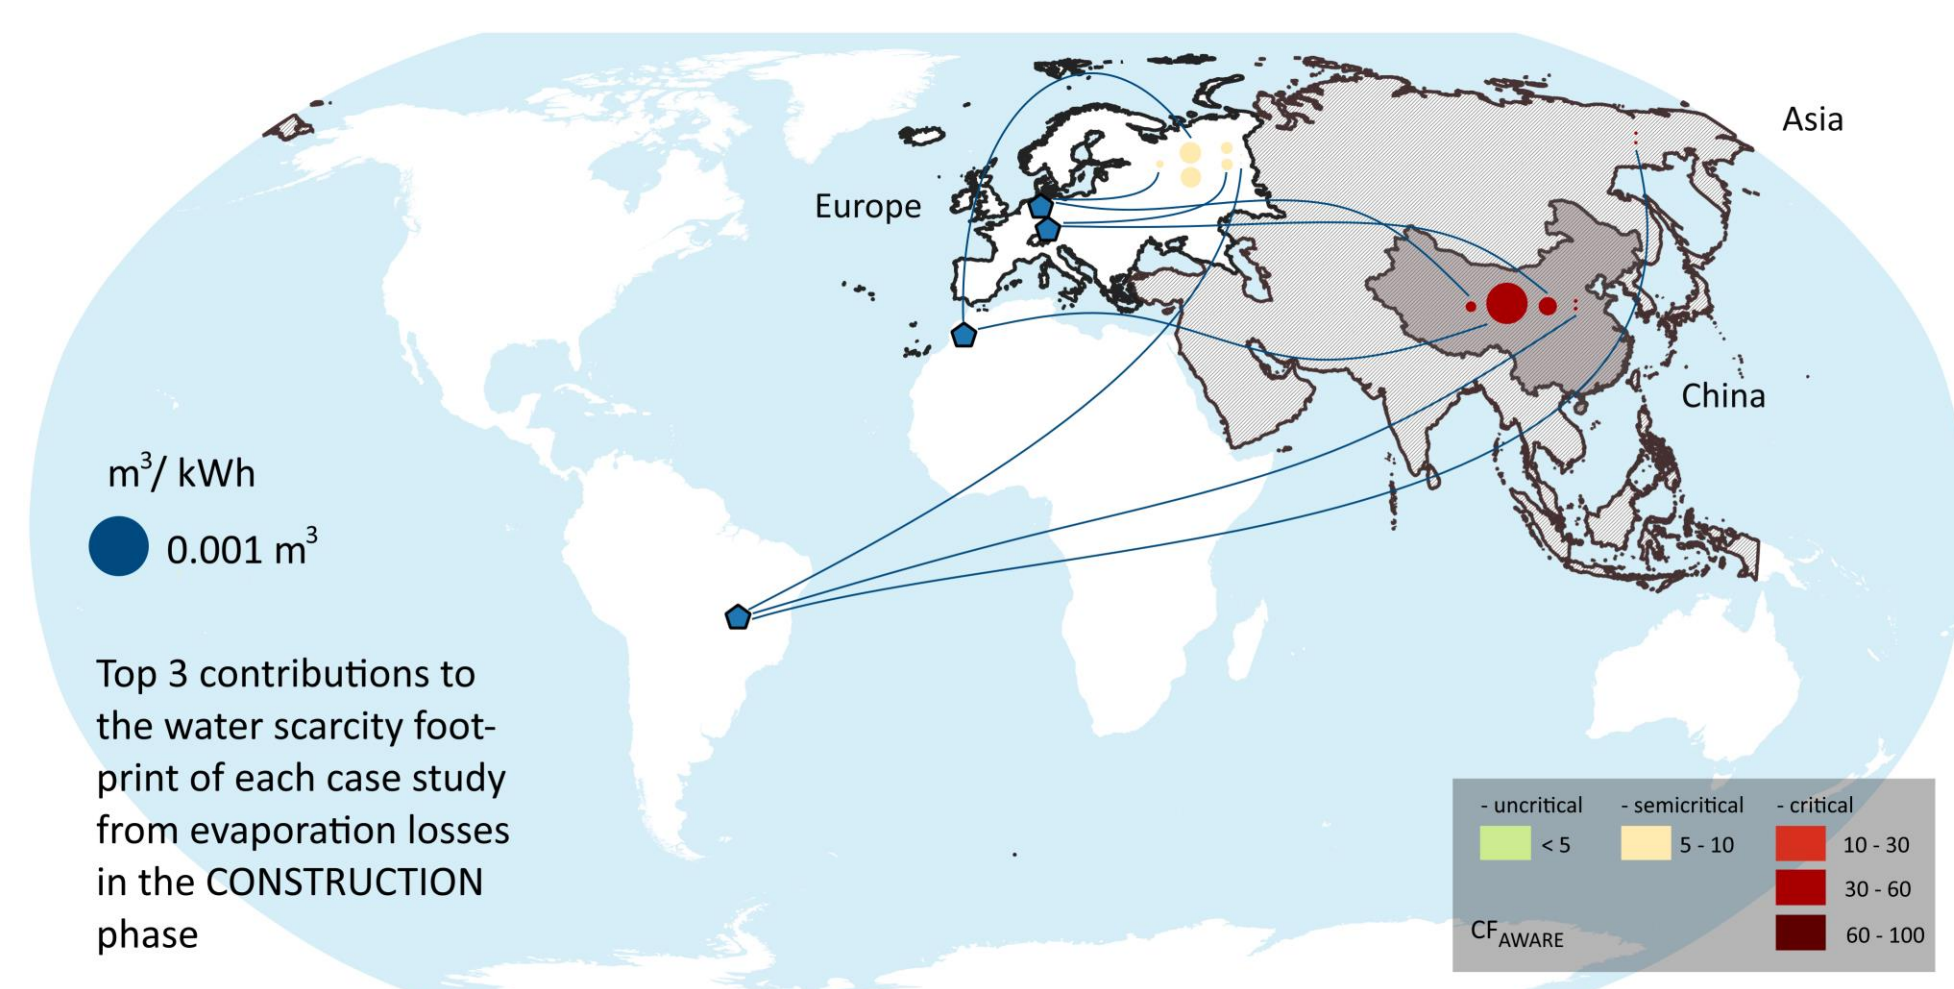 Asia
Europe
China
m³/ kWh
0.001 m³
Top 3 contributions to
the water scarcity foot-
print of each case study
from evaporation losses
in the CONSTRUCTION
phase
- uncritical - semicritical - critical
< 5 5 - 10 10 - 30
30 - 60
CF AWARE 60 - 100